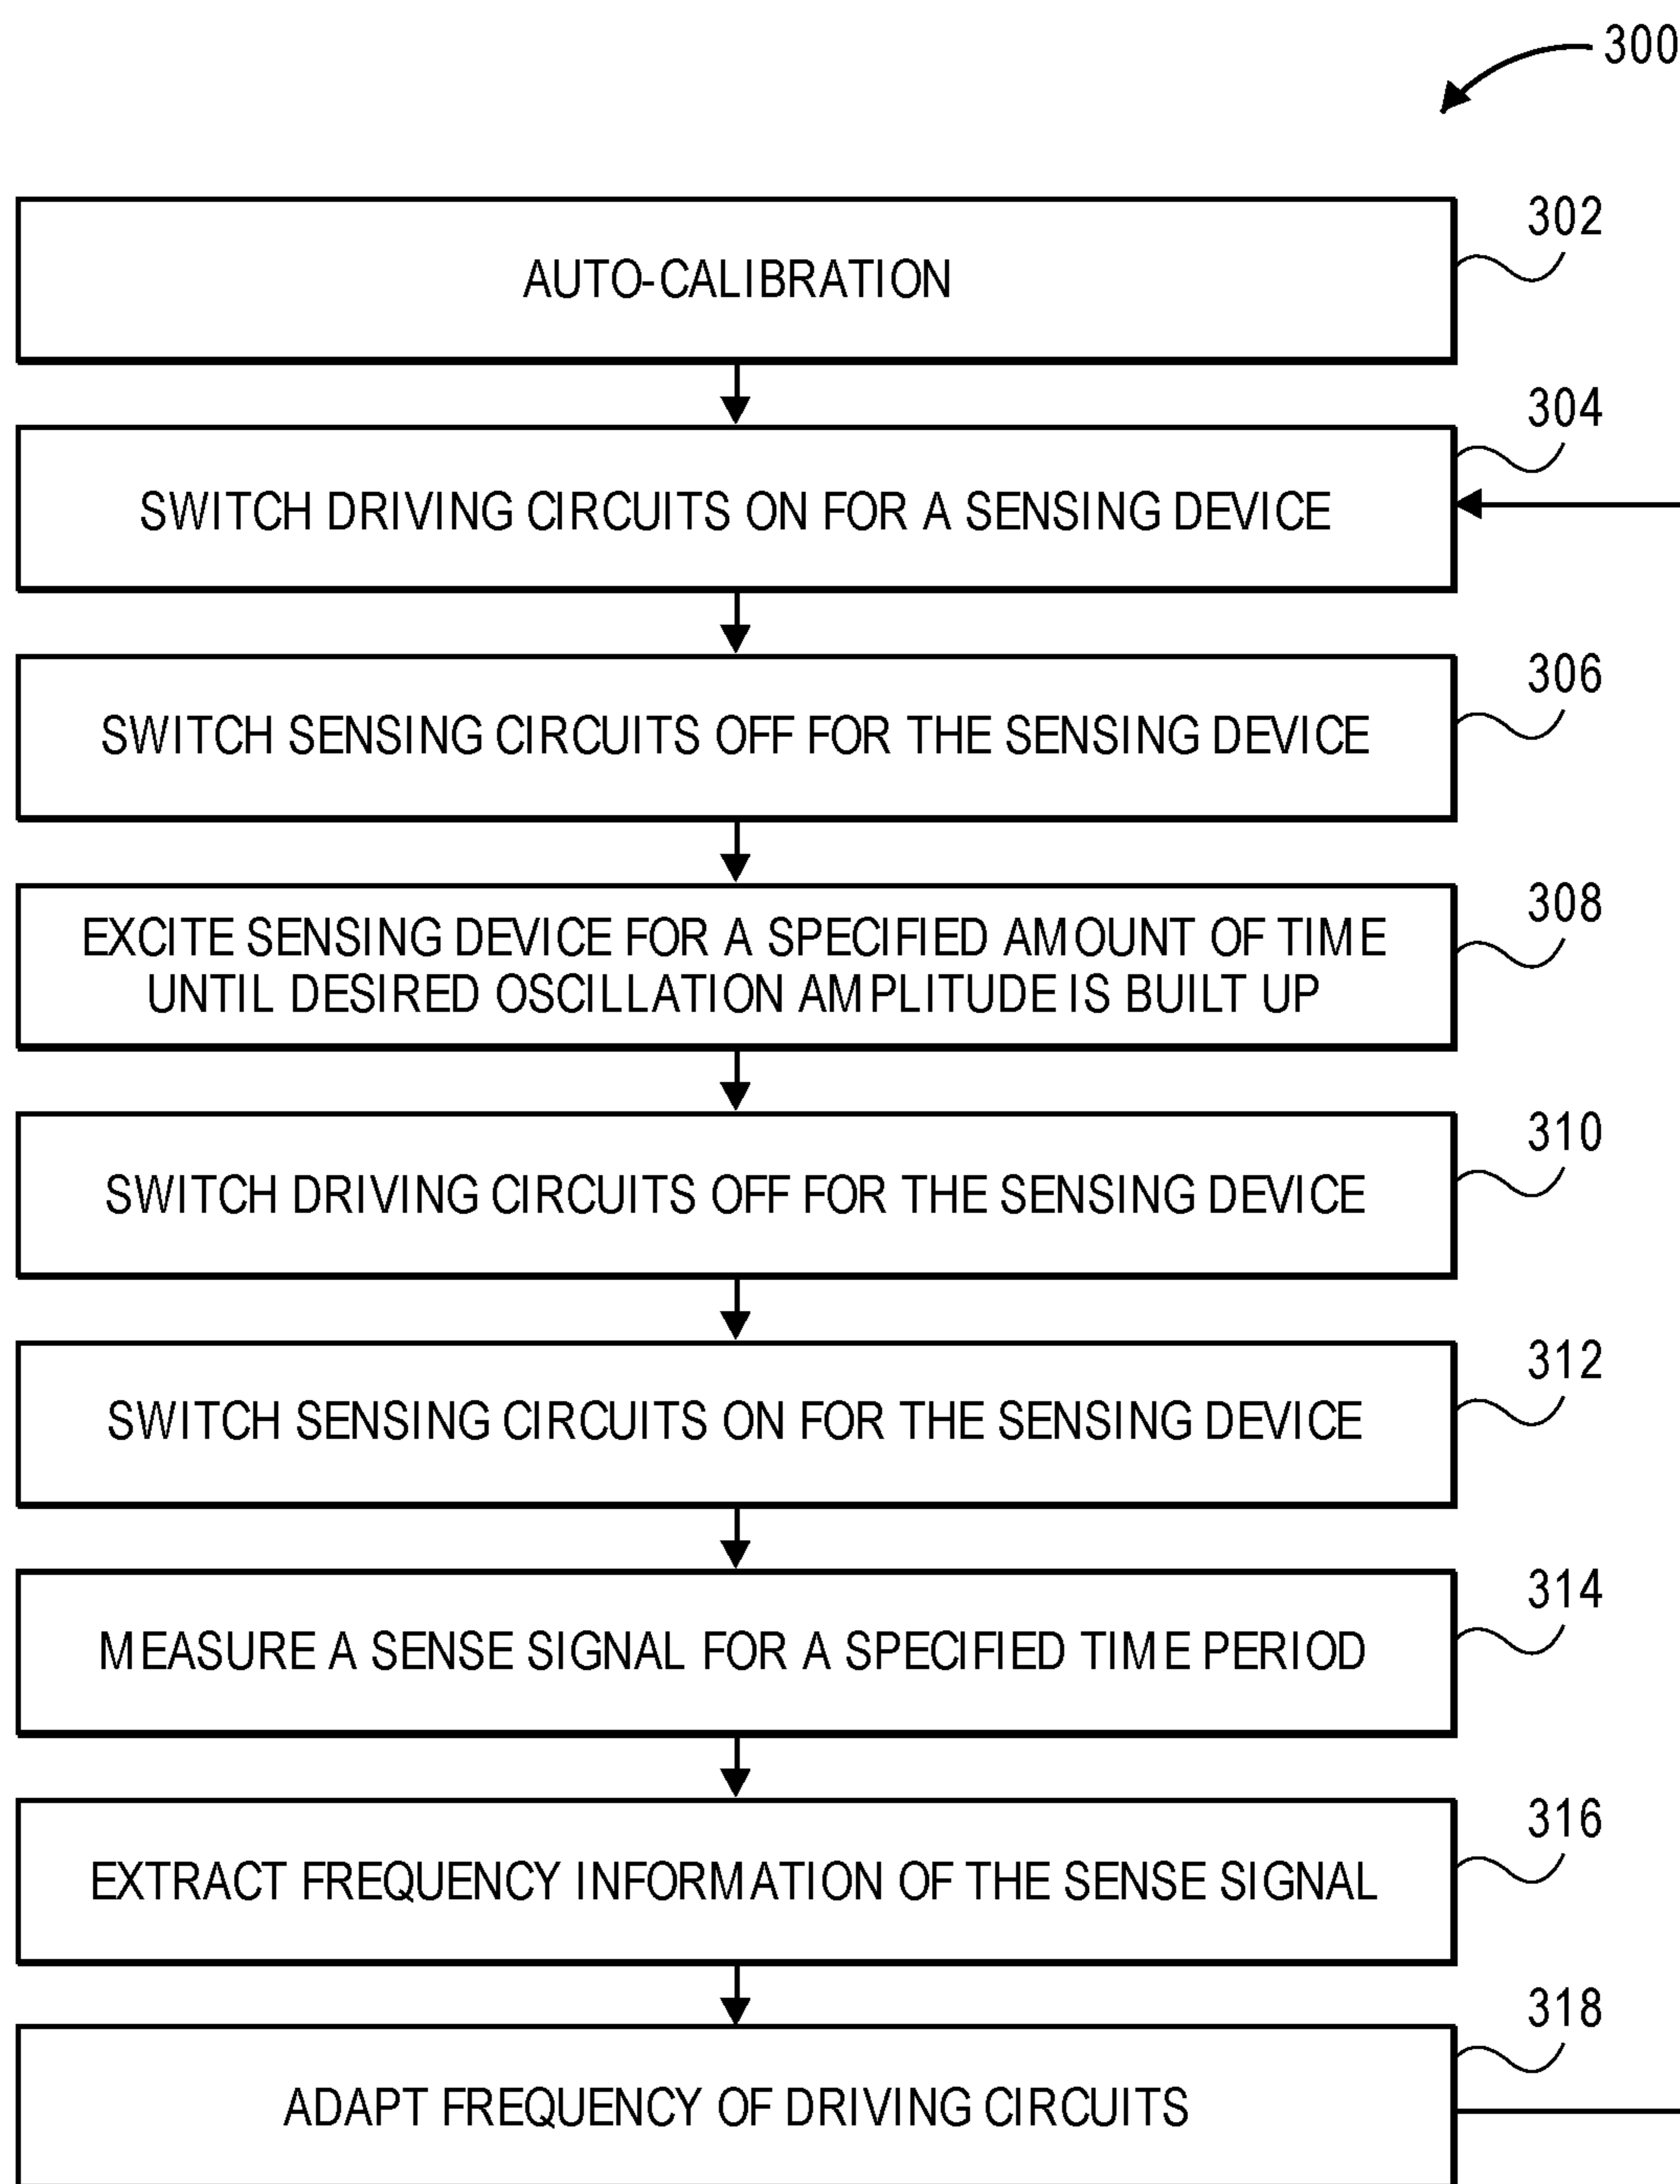 300
302
AUTO-CALIBRATION
304
SWITCH DRIVING CIRCUITS ON FOR A SENSING DEVICE
306
SWITCH SENSING CIRCUITS OFF FOR THE SENSING DEVICE
308
EXCITE SENSING DEVICE FOR A SPECIFIED AMOUNT OF TIME
UNTIL DESIRED OSCILLATION AMPLITUDE IS BUILT UP
310
SWITCH DRIVING CIRCUITS OFF FOR THE SENSING DEVICE
312
SWITCH SENSING CIRCUITS ON FOR THE SENSING DEVICE
314
MEASURE A SENSE SIGNAL FOR A SPECIFIED TIME PERIOD
316
EXTRACT FREQUENCY INFORMATION OF THE SENSE SIGNAL
318
ADAPT FREQUENCY OF DRIVING CIRCUITS